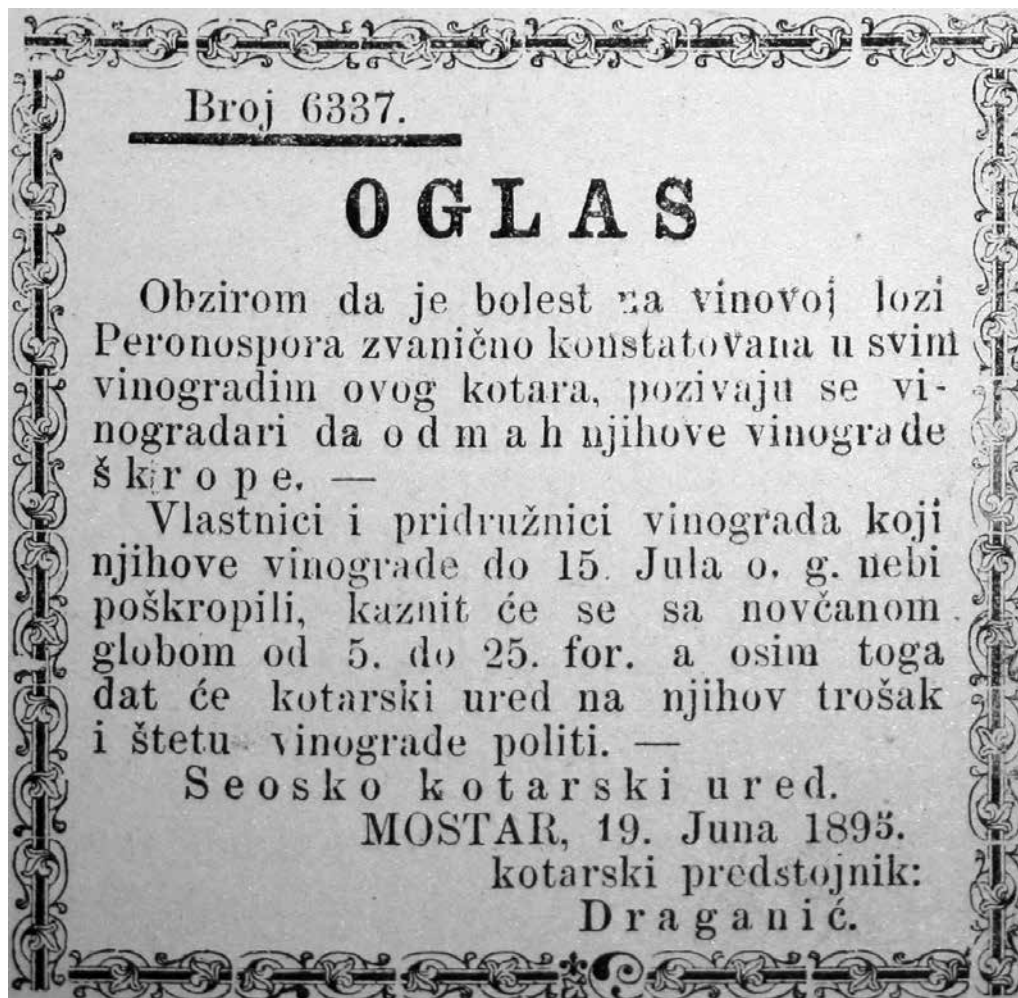 Broj 6337.
OGLAS
Obzirom da je bolest na vinovoj lozi
Peronospora zvanično konstatovana u svim
vinogradim ovog kotara, pozivaju se vi-
nogradari da odmah njihove vinograde
škrope. —
Vlastnici i pridružnici vinograda koji
njihove vinograde do 15. Jula o. g. nebi
poškropili, kaznit će se sa novčanom
globom od 5. do 25. for. a osim toga
dat će kotarski ured na njihov trošak
i štetu vinograde politi. —
Seosko kotarski ured.
MOSTAR, 19. Juna 1895.
kotarski predstojnik:
Draganić.